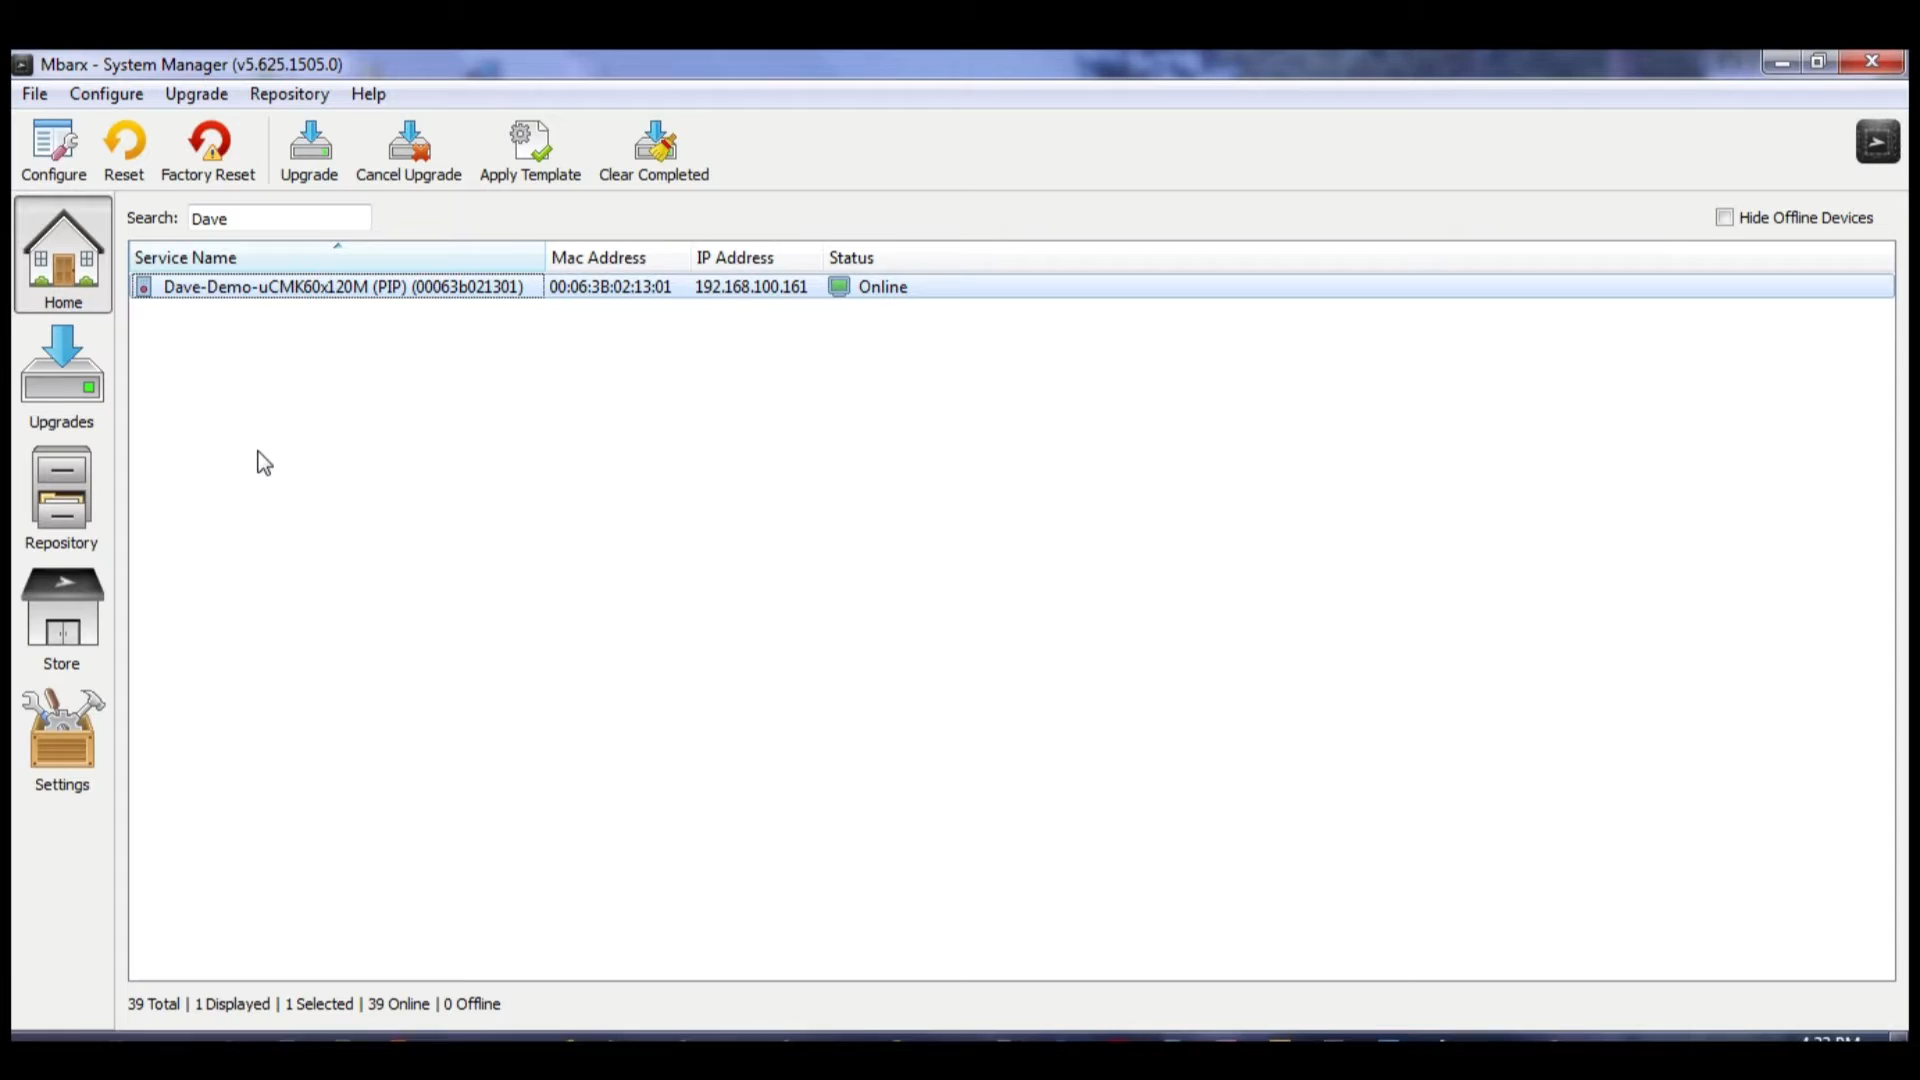 Mbarx - System Manager (v5.625.1505.0)
File Configure Upgrade Repository Help
Configure Reset Factory Reset Upgrade Cancel Upgrade Apply Template Clear Completed
Search: Dave Hide Offline Devices
Service Name Mac Address IP Address Status
Dave-Demo-uCMK60x120M (PIP) (00063b021301) 00:06:3B:02:13:01 192.168.100.161 Online
Home
Upgrades
Repository
Store
Settings
39 Total | 1 Displayed | 1 Selected | 39 Online | 0 Offline